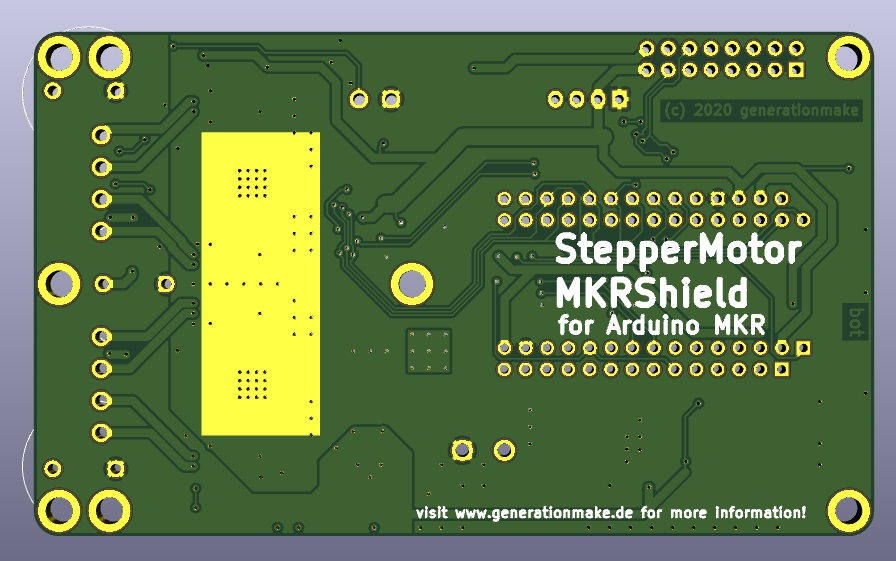 (c) 2020 generationmake
StepperMotor
MKRShield
for Arduino MKR
bot
visit www.generationmake.de for more information!